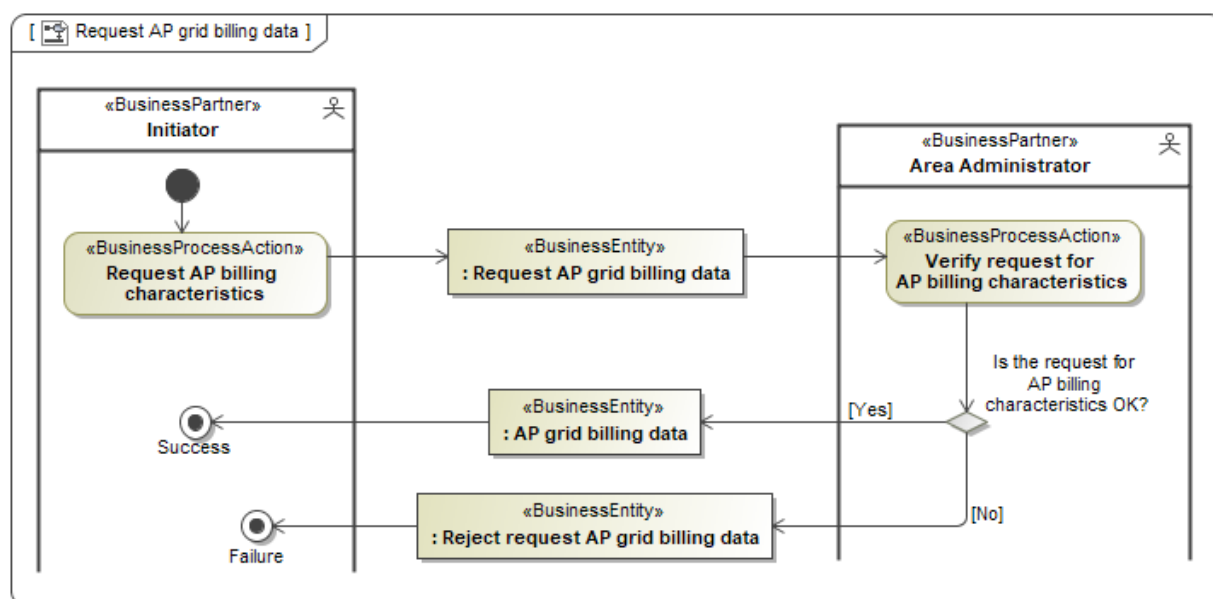 [ Request AP grid billing data ]
«BusinessPartner»
Initiator
«BusinessPartner»
Area Administrator
«BusinessProcessAction»
Request AP billing
characteristics
«BusinessEntity»
: Request AP grid billing data
«BusinessProcessAction»
Verify request for
AP billing characteristics
Is the request for
AP billing
characteristics OK?
[Yes]
«BusinessEntity»
: AP grid billing data
Success
[No]
«BusinessEntity»
: Reject request AP grid billing data
Failure